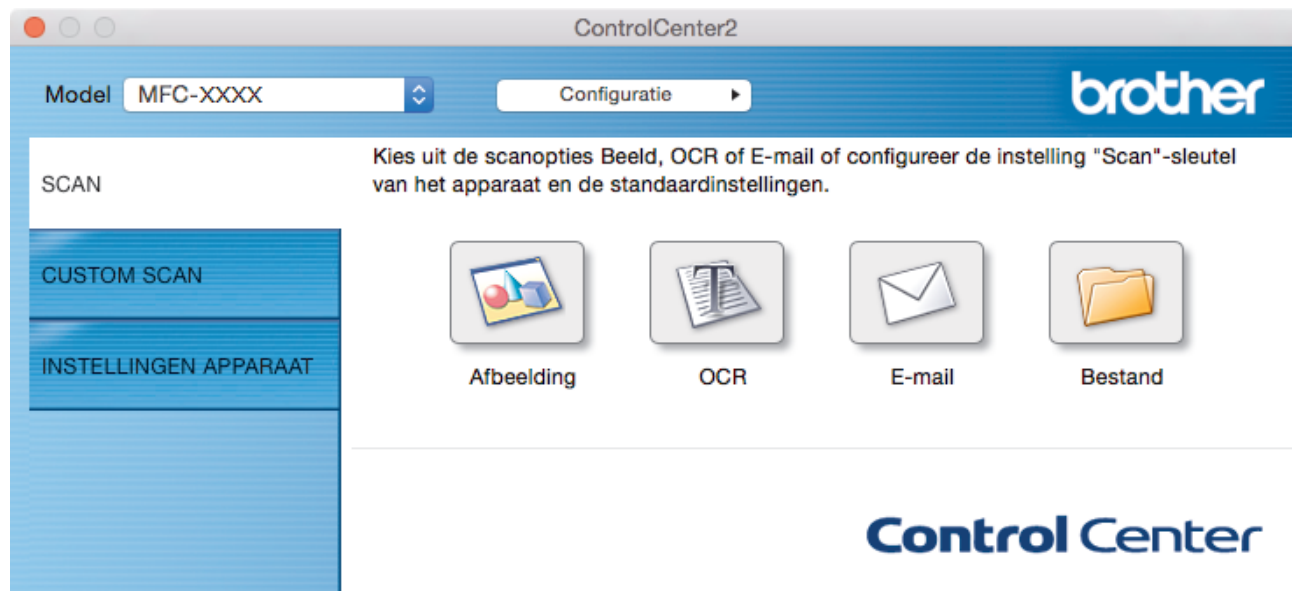 ControlCenter2
Model MFC-XXXX Configuratie brother
SCAN
CUSTOM SCAN
INSTELLINGEN APPARAAT
Kies uit de scanopties Beeld, OCR of E-mail of configureer de instelling "Scan"-sleutel
van het apparaat en de standaardinstellingen.
T
Afbeelding OCR E-mail Bestand
Control Center